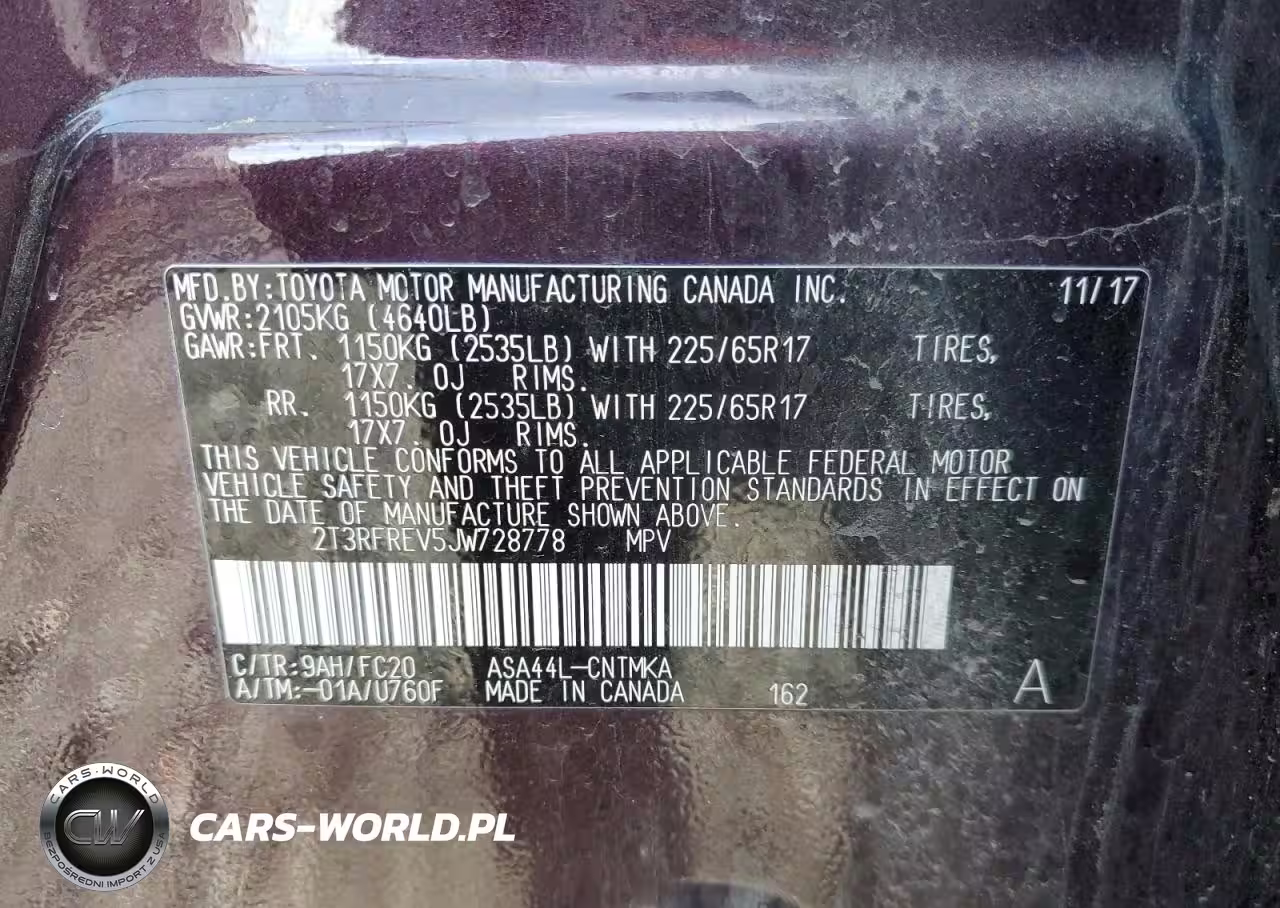 MFD.BY:TOYOTA MOTOR MANUFACTURING CANADA INC. 11/17
GVWR:2105KG (4640LB)
GAWR:FRT. 1150KG (2535LB) WITH 225/65R17 TIRES,
17X7. 0J RIMS.
RR. 1150KG (2535LB) WITH 225/65R17 TIRES,
17X7. 0J RIMS.
THIS VEHICLE CONFORMS TO ALL APPLICABLE FEDERAL MOTOR
VEHICLE SAFETY AND THEFT PREVENTION STANDARDS IN EFFECT ON
THE DATE OF MANUFACTURE SHOWN ABOVE.
2T3RFREV5JW728778 MPV
C/TR:9AH/FC20 ASA44L-CNTMKA
A/TM:-01A/U760F MADE IN CANADA 162 A
CARS-WORLD
CW
BEZPOŚREDNI IMPORT Z USA
CARS-WORLD.PL